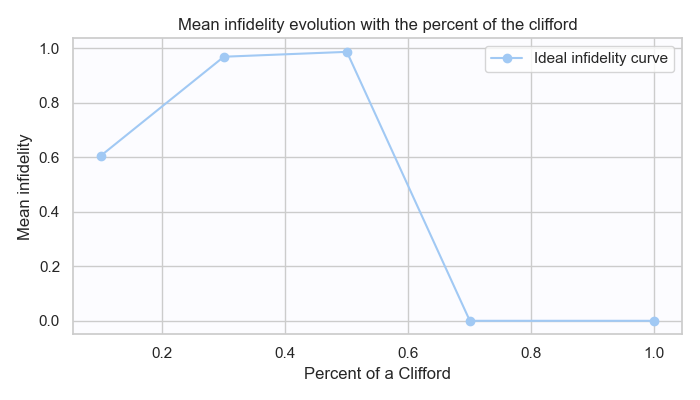 Mean infidelity evolution with the percent of the clifford
Ideal infidelity curve
Mean infidelity
1.0
0.8
0.6
0.4
0.2
0.0
0.2 0.4 0.6 0.8 1.0
Percent of a Clifford